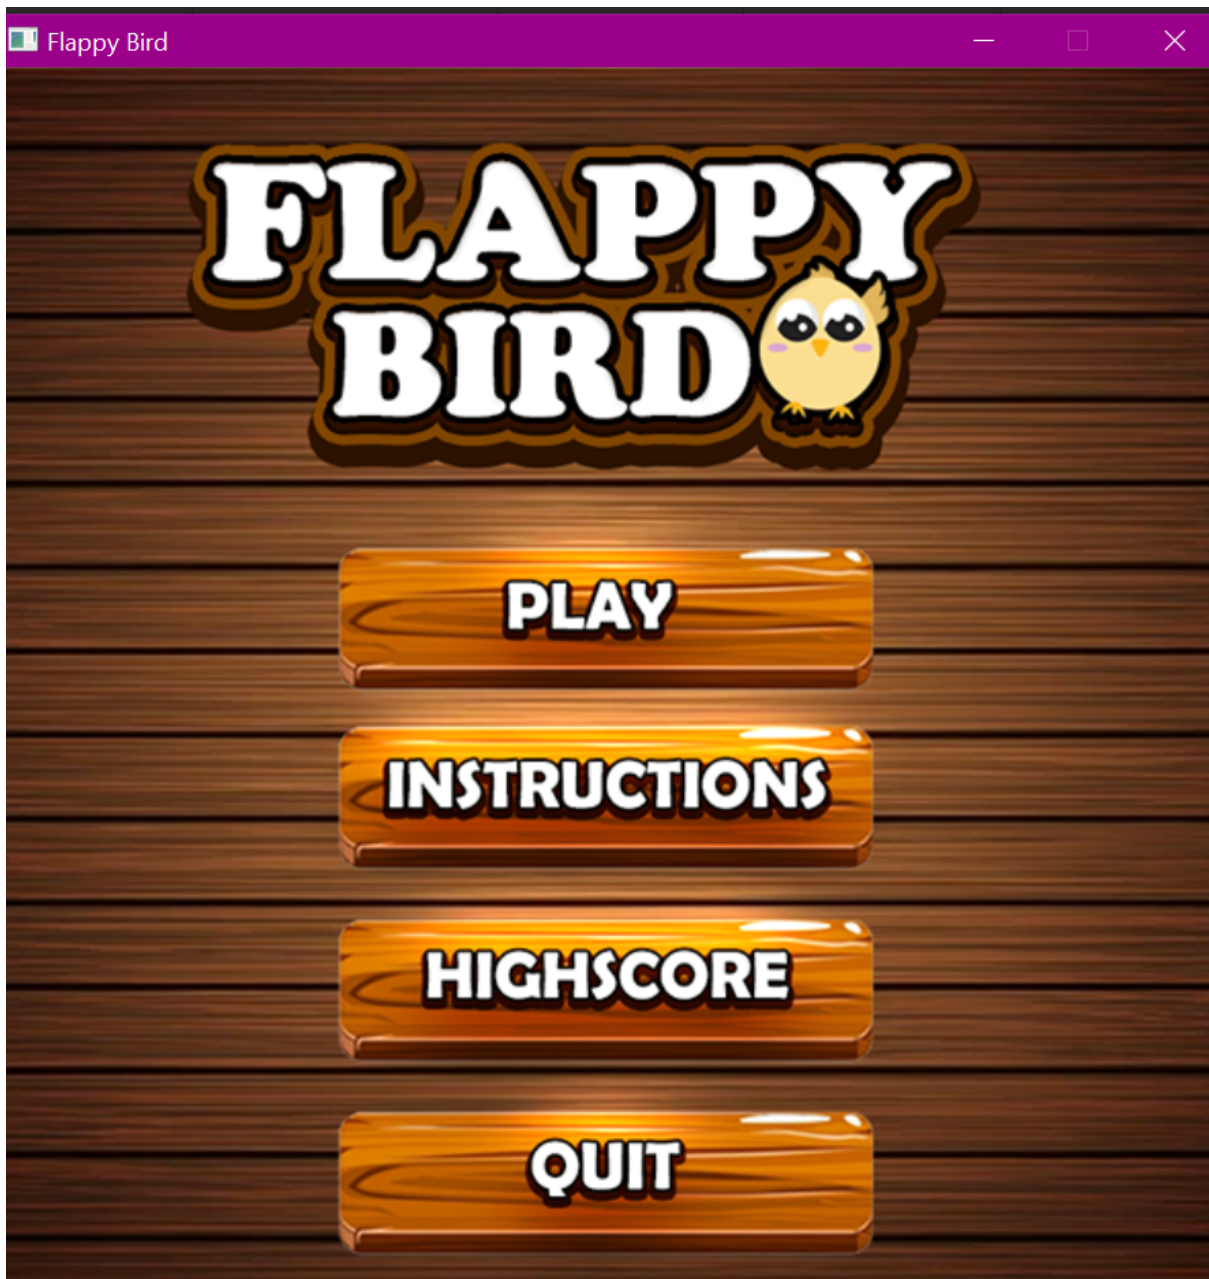 Flappy Bird
FLAPPY
BIRD
PLAY
INSTRUCTIONS
HIGHSCORE
QUIT